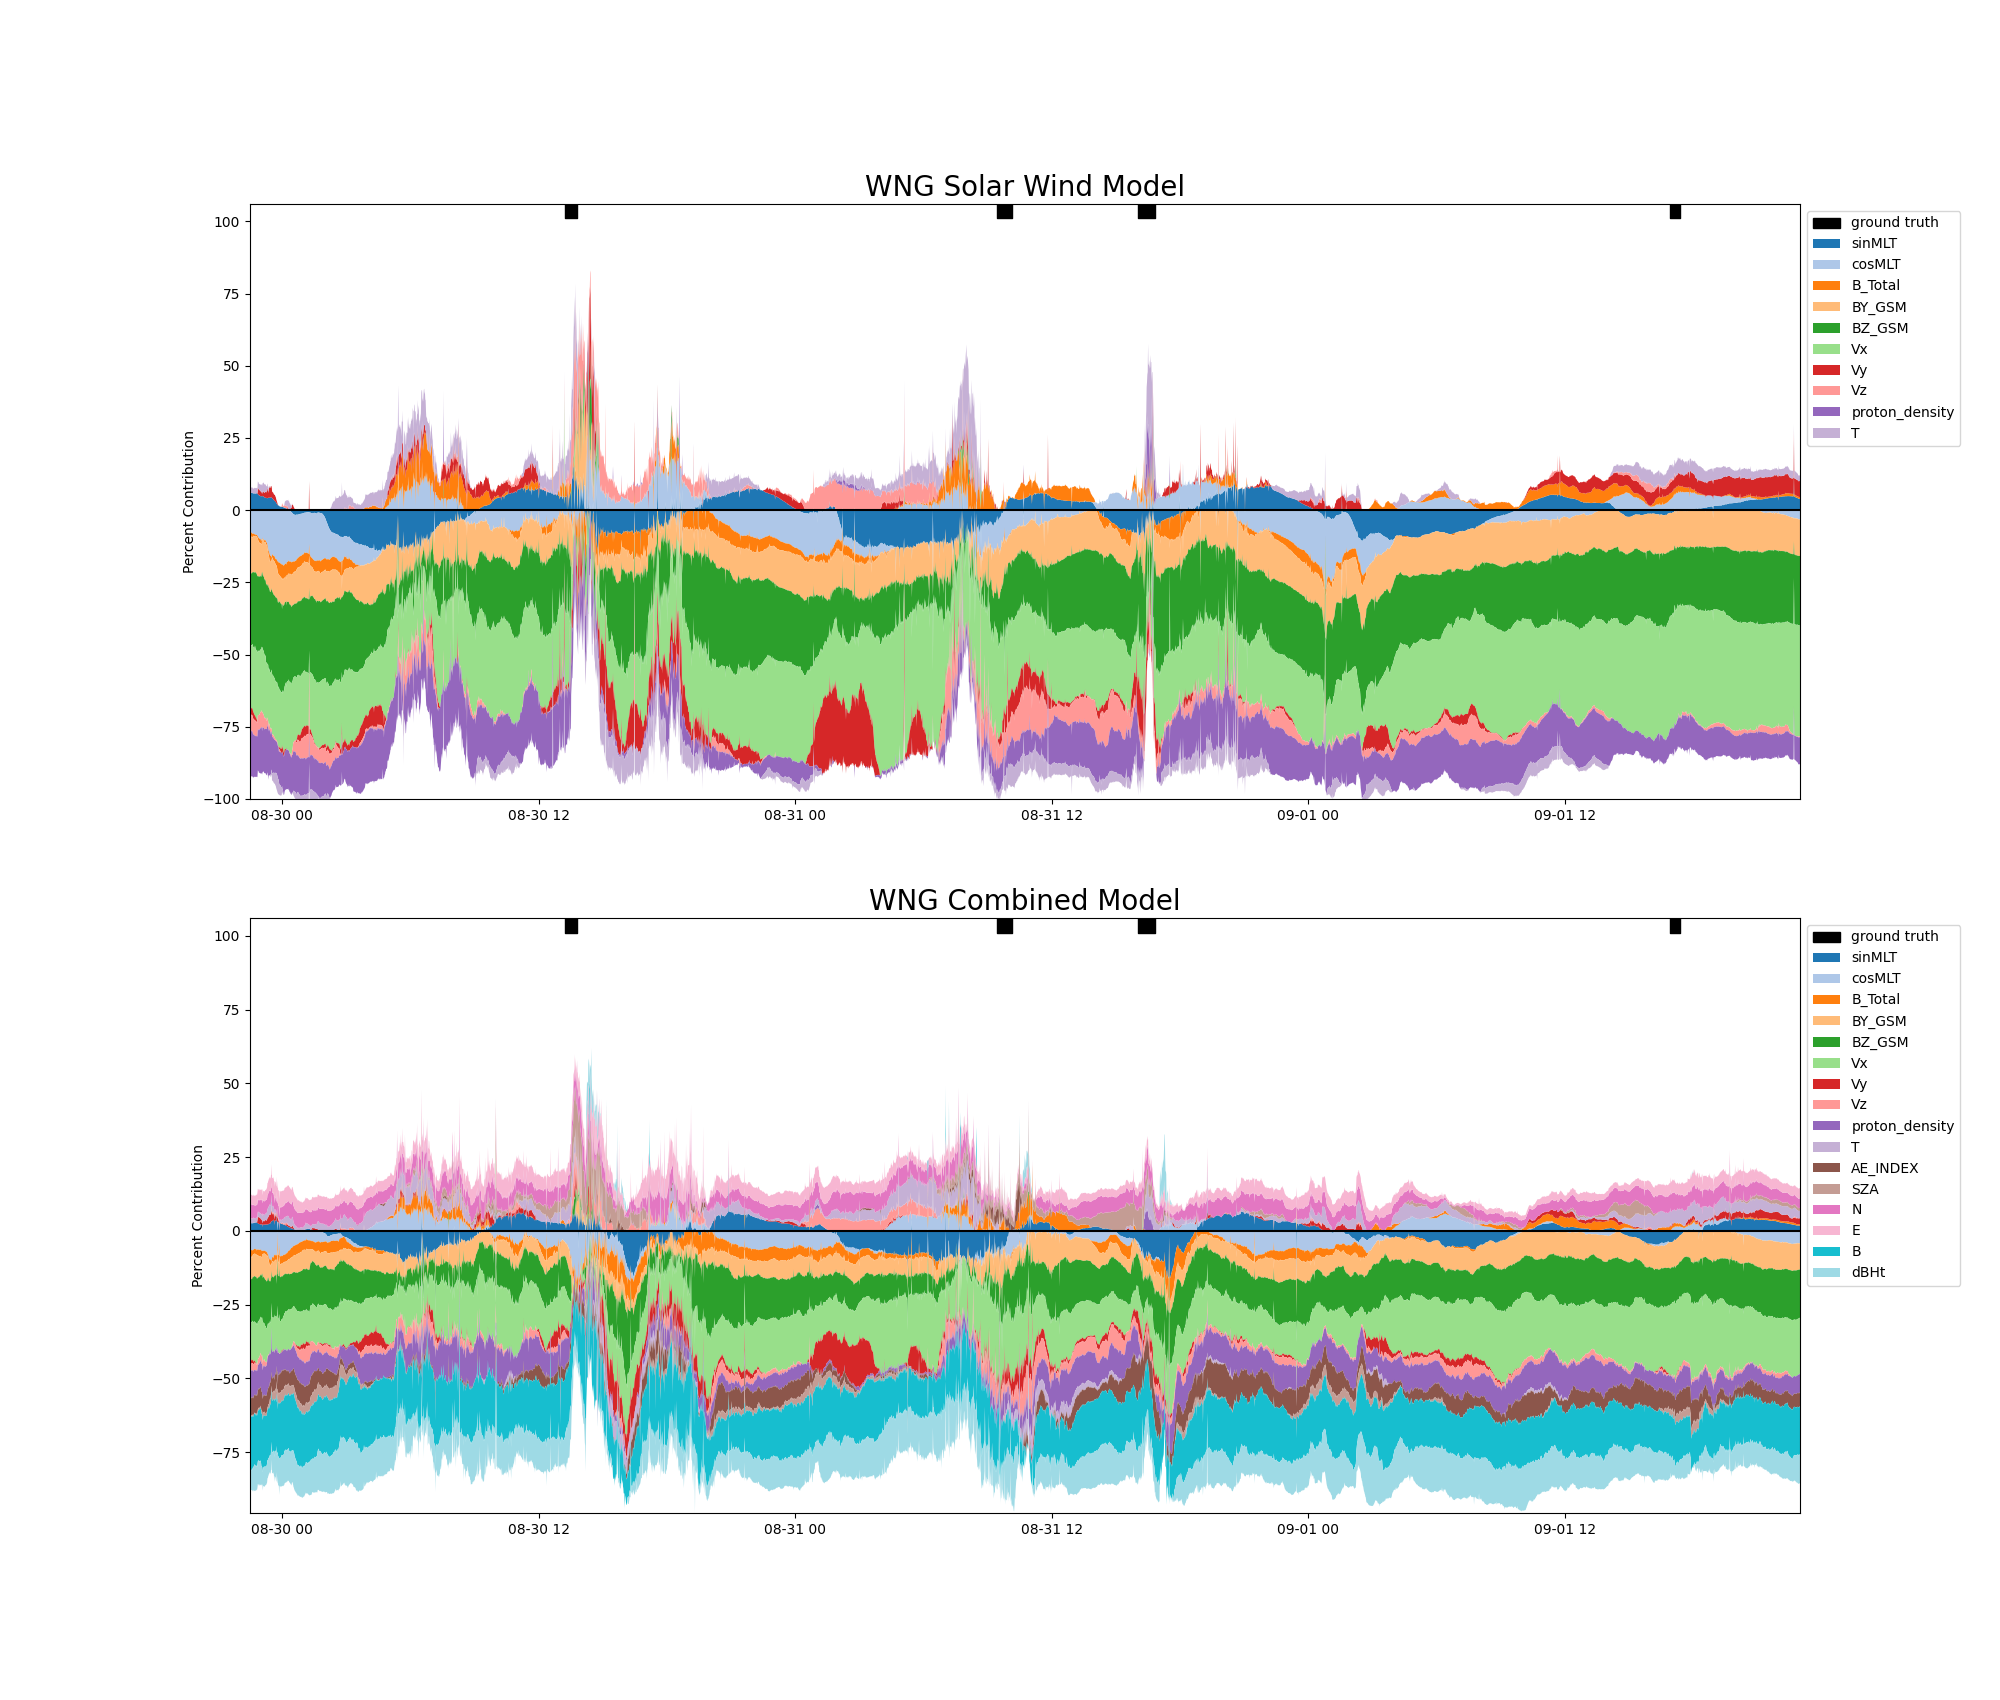 WNG Solar Wind Model
Percent Contribution
100
75
50
25
0
−25
−50
−75
−100
08-30 00
08-30 12
08-31 00
08-31 12
09-01 00
09-01 12
ground truth
sinMLT
cosMLT
B_Total
BY_GSM
BZ_GSM
Vx
Vy
Vz
proton_density
T
WNG Combined Model
Percent Contribution
100
75
50
25
0
−25
−50
−75
08-30 00
08-30 12
08-31 00
08-31 12
09-01 00
09-01 12
ground truth
sinMLT
cosMLT
B_Total
BY_GSM
BZ_GSM
Vx
Vy
Vz
proton_density
T
AE_INDEX
SZA
N
E
B
dBHt